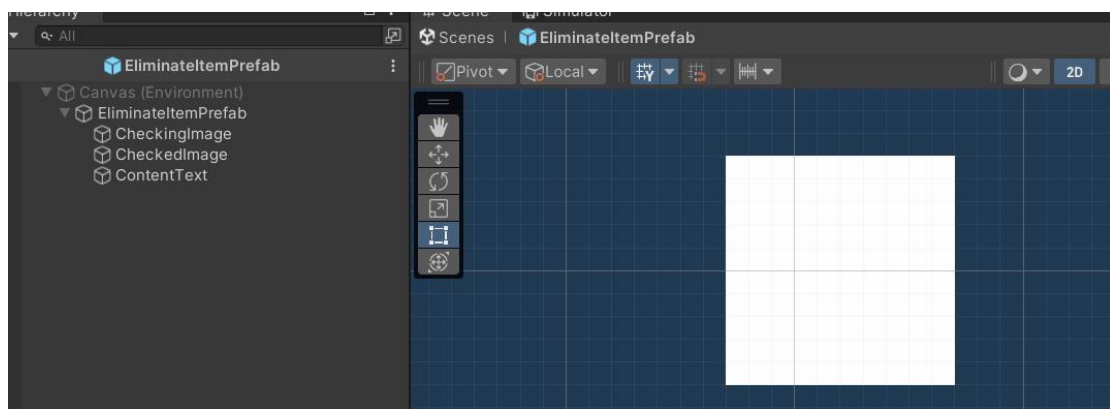 Hierarchy
Scene
Simulator
All
Scenes
EliminateItemPrefab
EliminateItemPrefab
Pivot
Local
2D
Canvas (Environment)
EliminateItemPrefab
CheckingImage
CheckedImage
ContentText